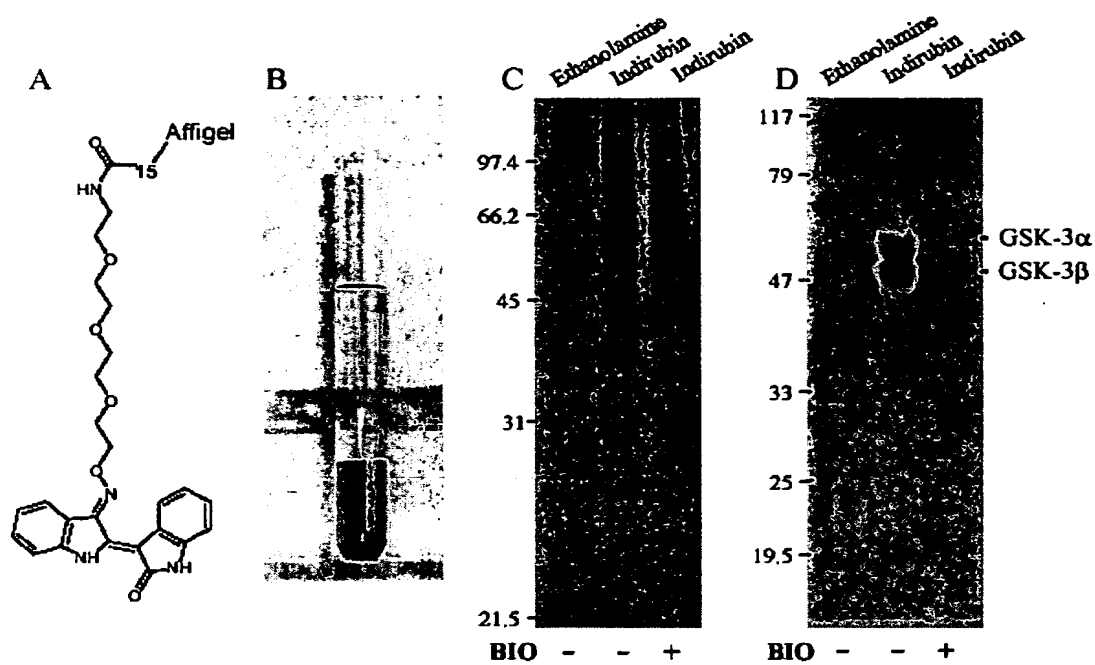 A
Affigel
O
15
HN
O
O
O
O
N
NH
NH
O
B
C
Ethanolamine
Indirubin
Indirubin
97.4
66.2
45
31
21.5
BIO - - +
D
Ethanolamine
Indirubin
Indirubin
117
79
47
33
25
19.5
GSK-3α
GSK-3β
BIO - - +